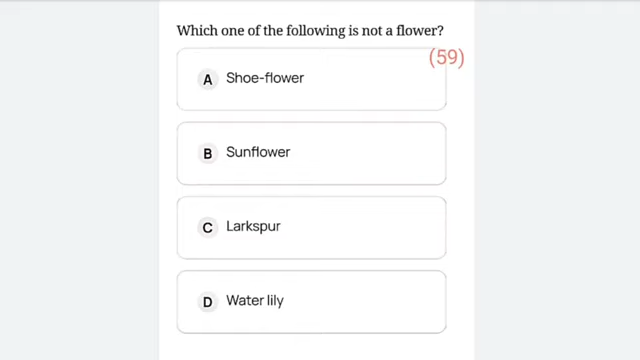 Which one of the following is not a flower?
(59)
A Shoe-flower
B Sunflower
C Larkspur
D Water lily